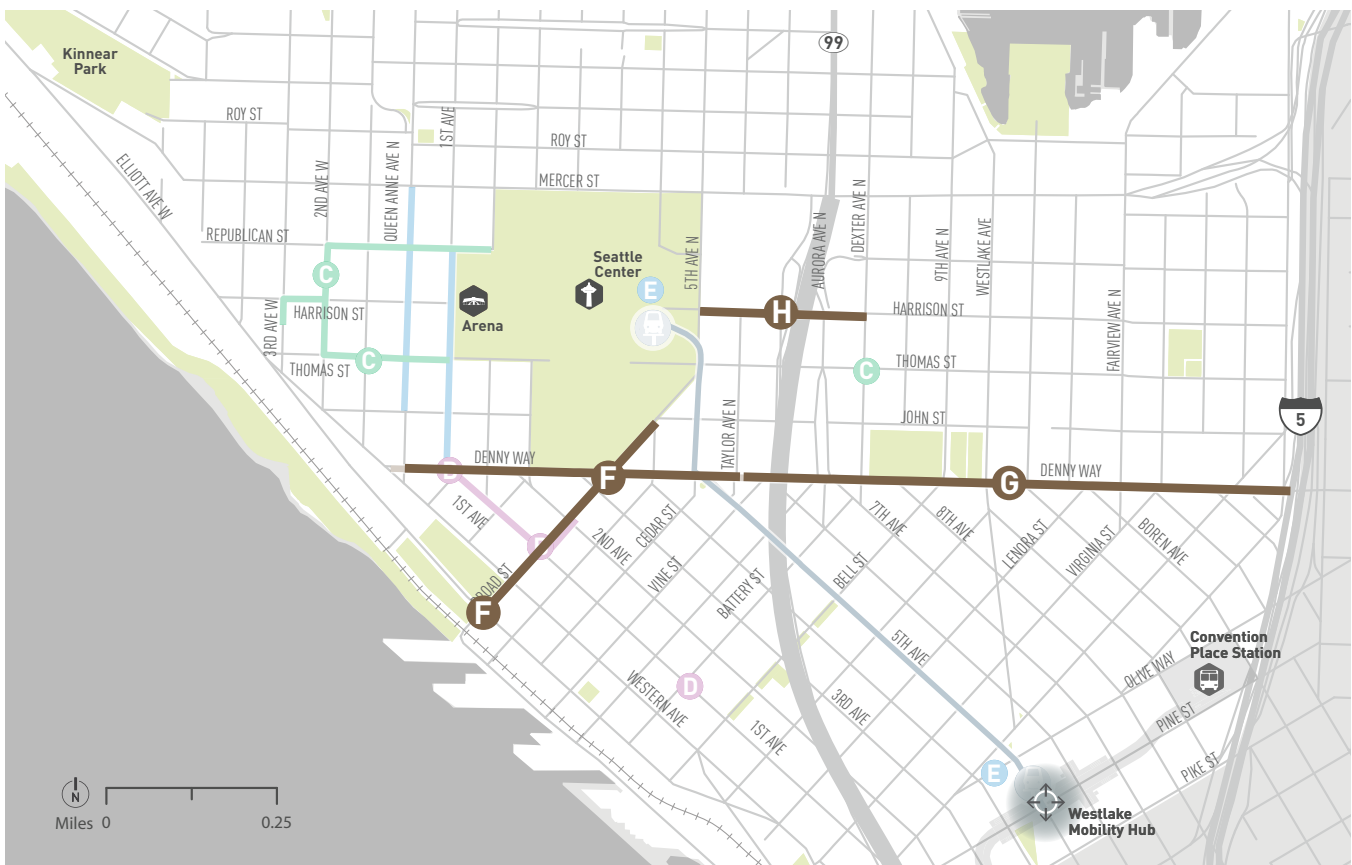 99
Kinnear
Park
ROY ST
1ST AVE
ROY ST
ELLIOTT AVE W
2ND AVE W
QUEEN ANNE AVE N
MERCER ST
REPUBLICAN ST
Seattle
Center
5TH AVE N
AURORA AVE N
DEXTER AVE N
9TH AVE N
WESTLAKE AVE
FAIRVIEW AVE N
C
E
3RD AVE W
HARRISON ST
Arena
H
HARRISON ST
THOMAS ST
C
C
THOMAS ST
5
TAYLOR AVE N
JOHN ST
DENNY WAY
D
F
G
DENNY WAY
1ST AVE
D
2ND AVE
CEDAR ST
VINE ST
BATTERY ST
BELL ST
7TH AVE
8TH AVE
LENORA ST
VIRGINIA ST
BOREN AVE
F
5TH AVE
Convention
Place Station
OLIVE WAY
WESTERN AVE
D
3RD AVE
1ST AVE
PINE ST
PIKE ST
E
N
Miles 0 0.25
Westlake
Mobility Hub